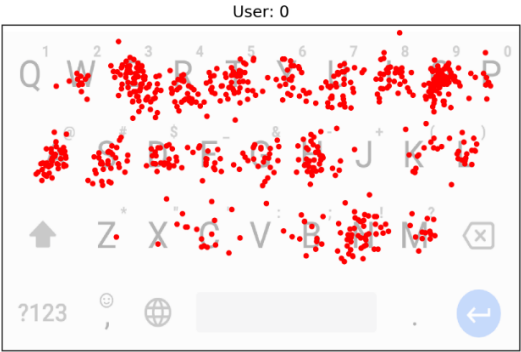 User: 0
1 2 3 4 5 6 7 8 9 0
Q W E R T Y U I O P
@ # $ _ & - + ( )
A S D F G H J K L
* " ' : ; ! ?
Z X C V B N M
?123 , .